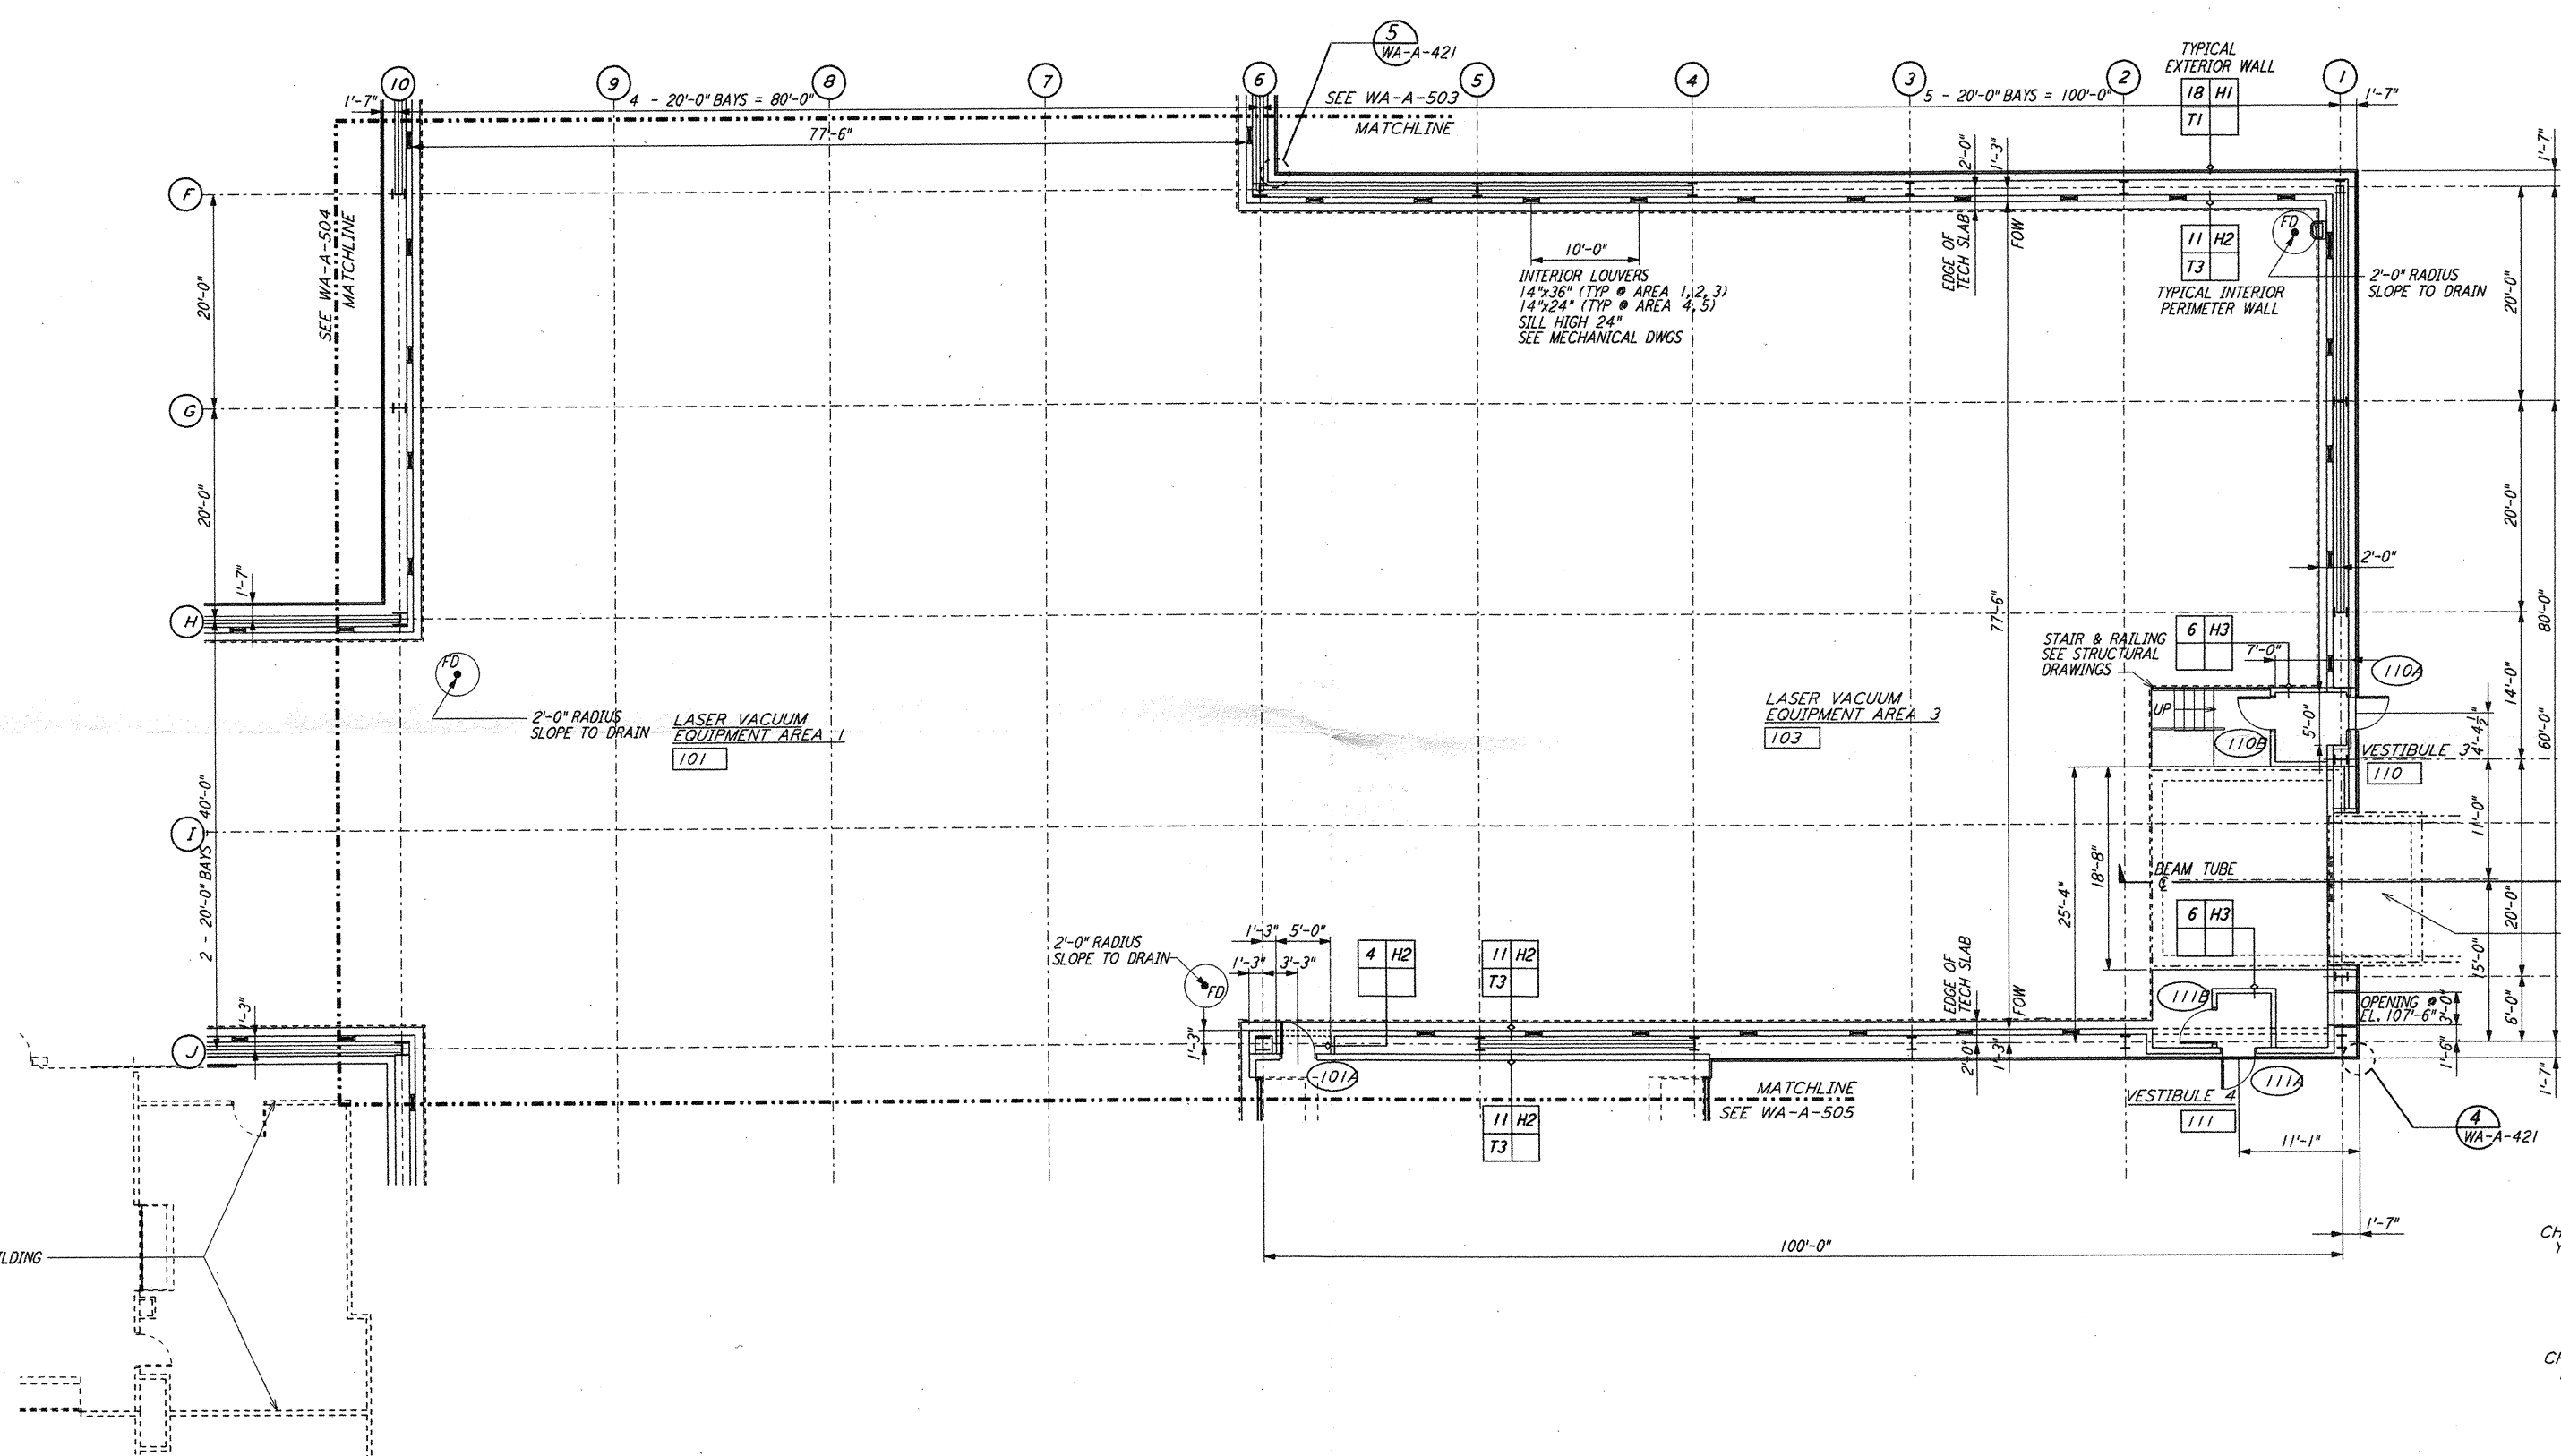 5
WA-A-421
10
9
8
7
6
5
4
3
2
1
TYPICAL
EXTERIOR WALL
18 H1
T1
1'-7"
4 - 20'-0" BAYS = 80'-0"
SEE WA-A-503
MATCHLINE
5 - 20'-0" BAYS = 100'-0"
1'-7"
77'-6"
1'-7"
F
G
H
I
J
SEE WA-A-504
MATCHLINE
20'-0"
20'-0"
1'-7"
2 - 20'-0" BAYS 40'-0"
1'-3"
2'-0"
1'-3"
EDGE OF
TECH SLAB
FOW
10'-0"
INTERIOR LOUVERS
14"x36" (TYP @ AREA 1,2,3)
14"x24" (TYP @ AREA 4,5)
SILL HIGH 24"
SEE MECHANICAL DWGS
11 H2
T3
TYPICAL INTERIOR
PERIMETER WALL
FD
2'-0" RADIUS
SLOPE TO DRAIN
20'-0"
20'-0"
2'-0"
77'-6"
80'-0"
60'-0"
14'-0"
STAIR & RAILING
SEE STRUCTURAL
DRAWINGS
6 H3
7'-0"
110A
UP
5'-0"
110B
4'-4½"
VESTIBULE 3
110
FD
2'-0" RADIUS
SLOPE TO DRAIN
LASER VACUUM
EQUIPMENT AREA 1
101
LASER VACUUM
EQUIPMENT AREA 3
103
11'-0"
18'-8"
25'-4"
BEAM TUBE
℄
20'-0"
15'-0"
6 H3
2'-0" RADIUS
SLOPE TO DRAIN
FD
1'-3" 5'-0"
1'-3" 3'-3"
1'-3"
4 H2
11 H2
T3
EDGE OF
TECH SLAB
FOW
2'-0"
1'-3"
111B
OPENING @
EL. 107'-6"
3'-0"
6'-0"
1'-6"
1'-7"
101A
11 H2
T3
MATCHLINE
SEE WA-A-505
VESTIBULE 4
111
111A
11'-1"
4
WA-A-421
1'-7"
100'-0"
ILDING
CH
Y
CH